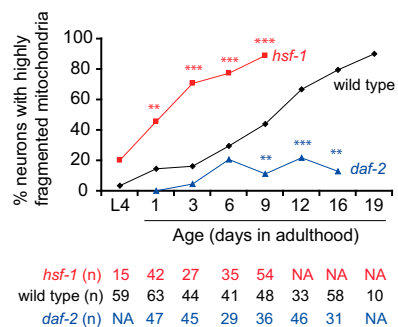 % neurons with highly
fragmented mitochondria
100
80
60
40
20
0
**
***
***
***
hsf-1
wild type
**
***
**
daf-2
L4 1 3 6 9 12 16 19
Age (days in adulthood)
hsf-1 (n) 15 42 27 35 54 NA NA NA
wild type (n) 59 63 44 41 48 33 58 10
daf-2 (n) NA 47 45 29 36 46 31 NA